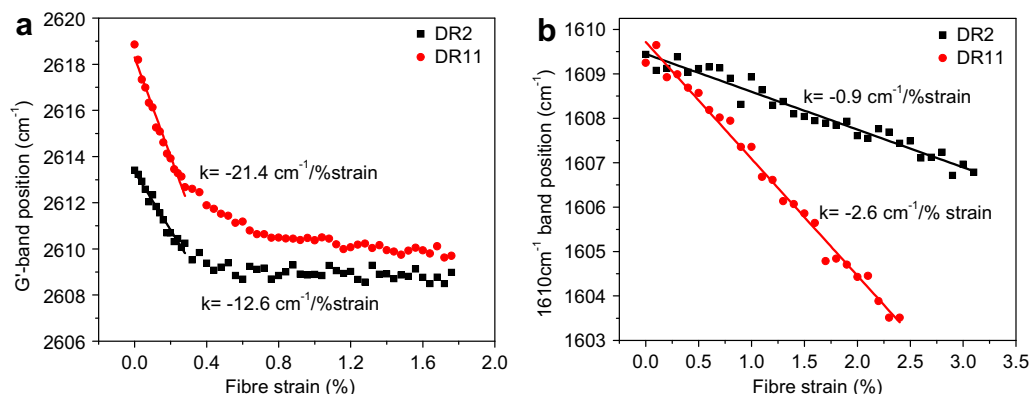 a
DR2
DR11
G'-band position (cm⁻¹)
2620
2618
2616
2614
2612
2610
2608
2606
k= -21.4 cm⁻¹/%strain
k= -12.6 cm⁻¹/%strain
0.0 0.4 0.8 1.2 1.6 2.0
Fibre strain (%)
b
DR2
DR11
1610cm⁻¹ band position (cm⁻¹)
1610
1609
1608
1607
1606
1605
1604
1603
k= -0.9 cm⁻¹/%strain
k= -2.6 cm⁻¹/% strain
0.0 0.5 1.0 1.5 2.0 2.5 3.0 3.5
Fibre strain (%)